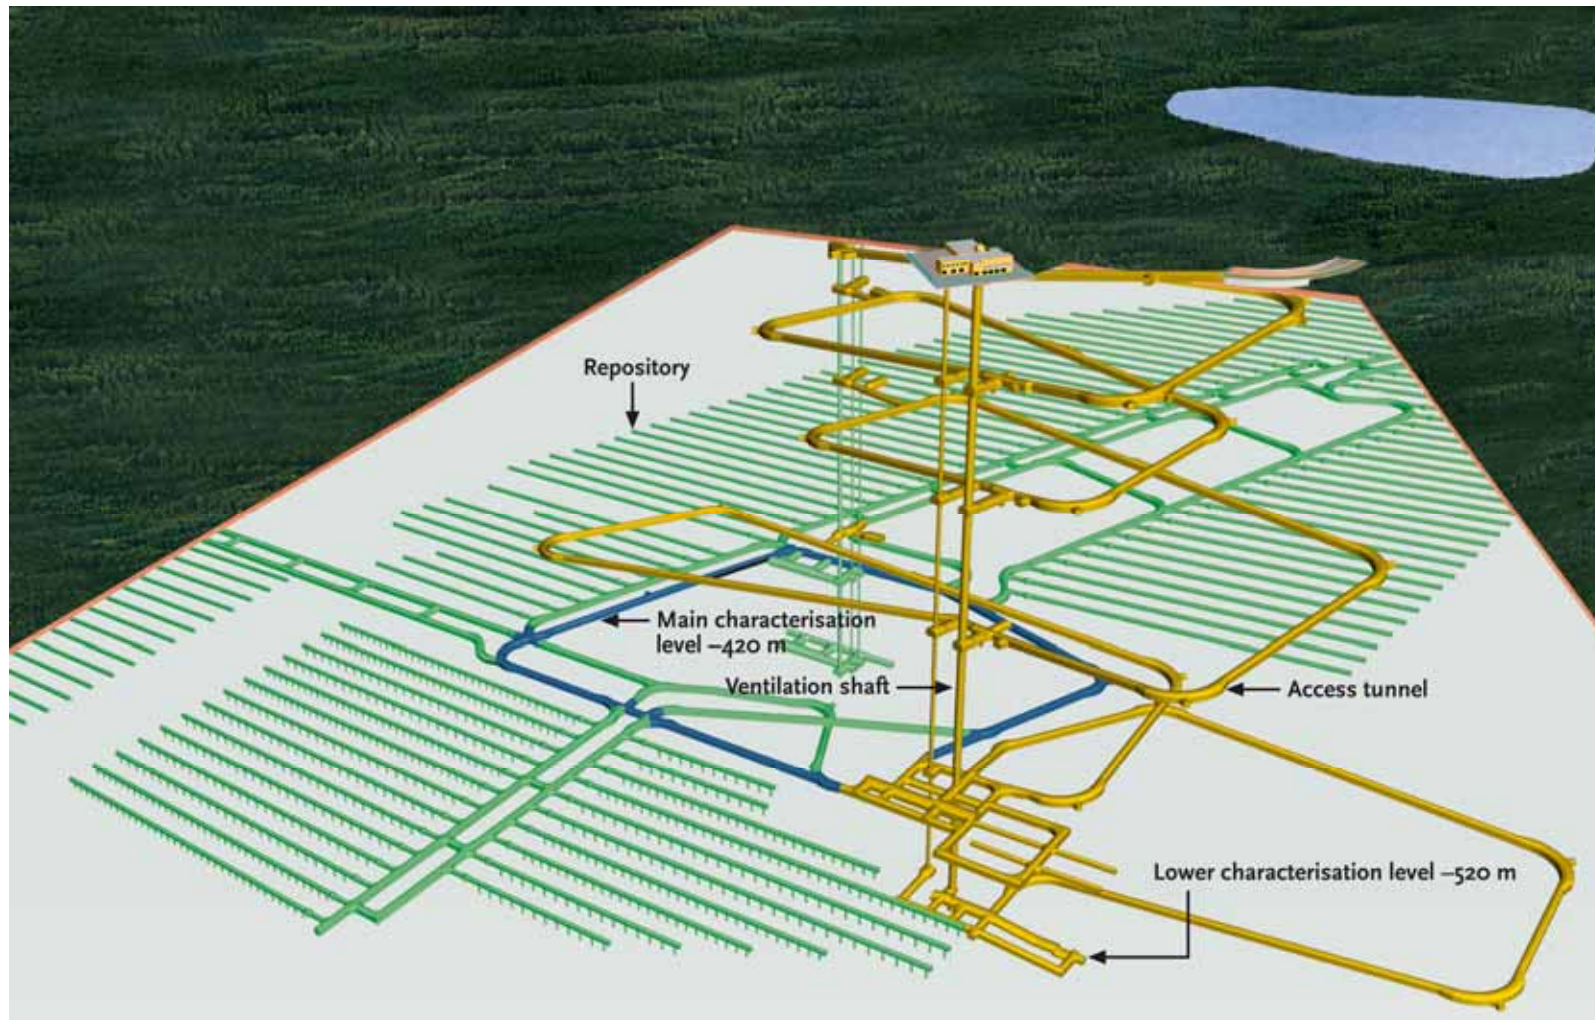 Repository
Main characterisation
level –420 m
Ventilation shaft
Access tunnel
Lower characterisation level –520 m